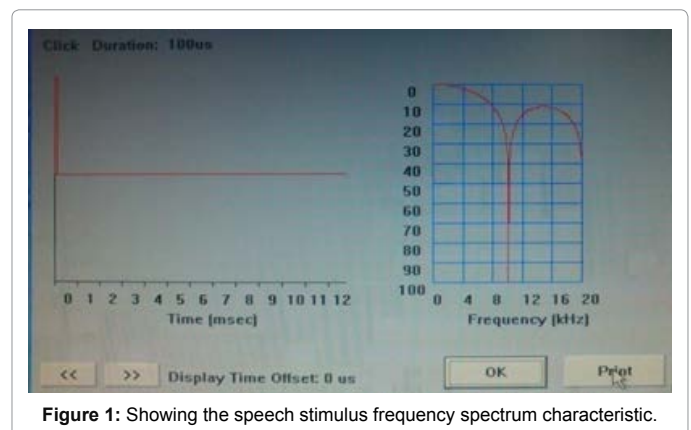 Click Duration: 100us
0
10
20
30
40
50
60
70
80
90
100
0 1 2 3 4 5 6 7 8 9 10 11 12
Time (msec)
0 4 8 12 16 20
Frequency (kHz)
<< >> Display Time Offset: 0 us
OK
Print
Figure 1: Showing the speech stimulus frequency spectrum characteristic.